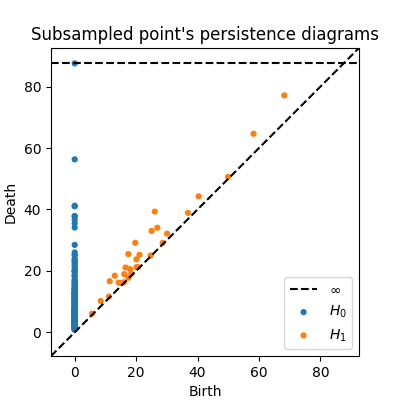 Subsampled point's persistence diagrams
Death
80
60
40
20
0
0 20 40 60 80
Birth
∞
H₀
H₁